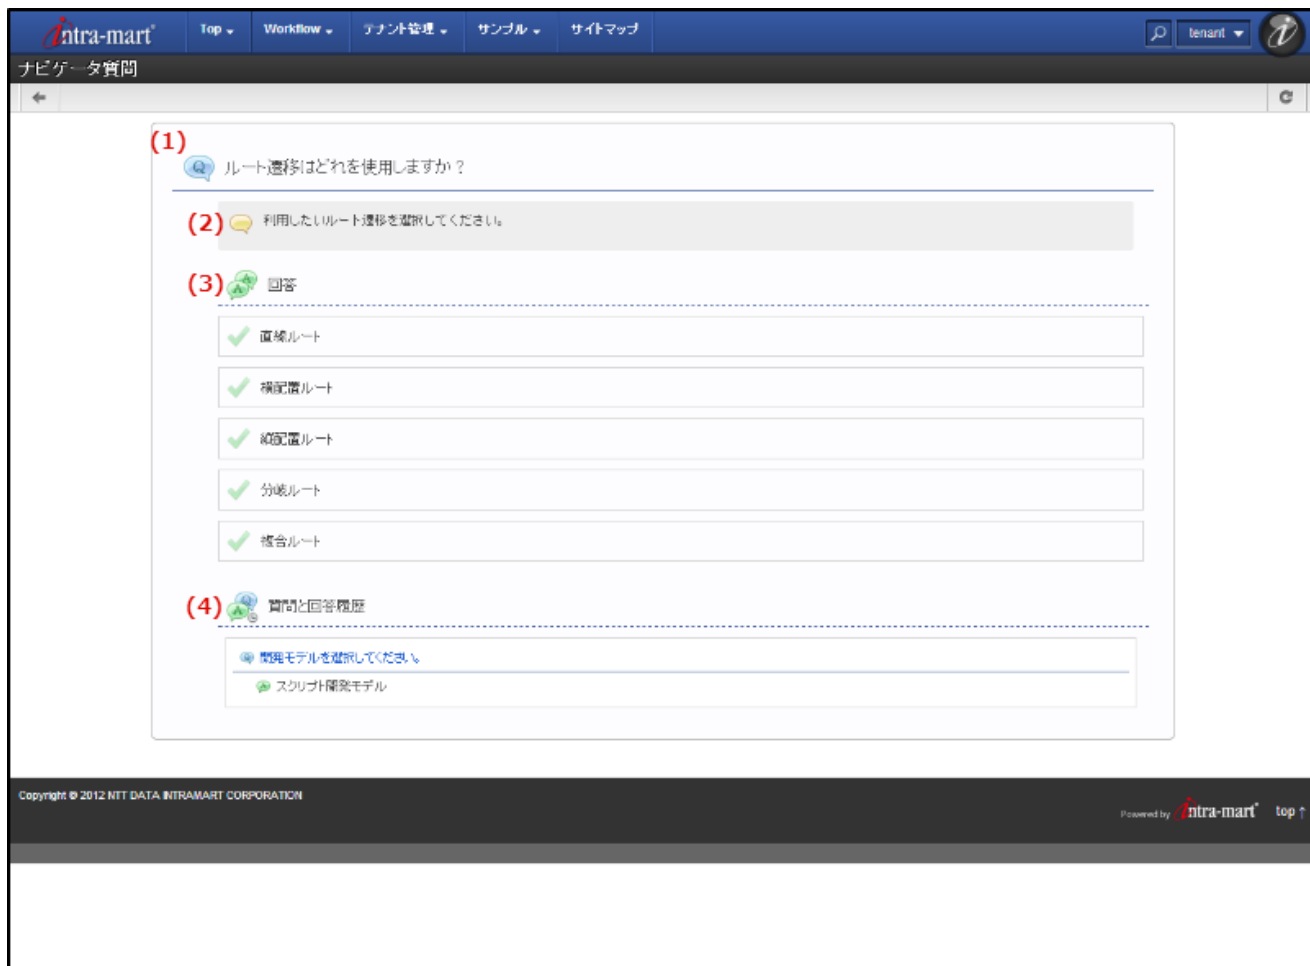 intra-mart Top Workflow テナント管理 サンプル サイトマップ tenant
ナビゲータ質問
(1)
ルート遷移はどれを使用しますか？
(2) 利用したいルート遷移を選択してください。
(3) 回答
直線ルート
横配置ルート
縦配置ルート
分岐ルート
複合ルート
(4) 質問と回答履歴
開発モデルを選択してください。
スクリプト開発モデル
Copyright © 2012 NTT DATA INTRAMART CORPORATION
Powered by intra-mart top ↑